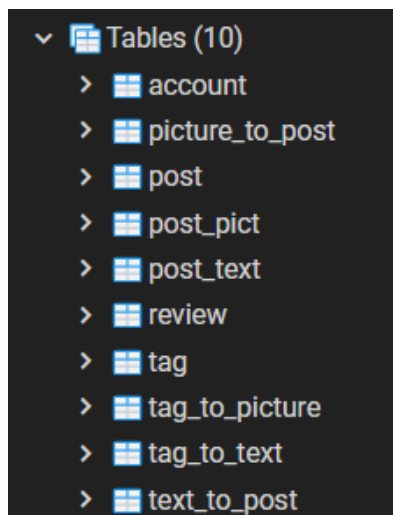 Tables (10)
account
picture_to_post
post
post_pict
post_text
review
tag
tag_to_picture
tag_to_text
text_to_post